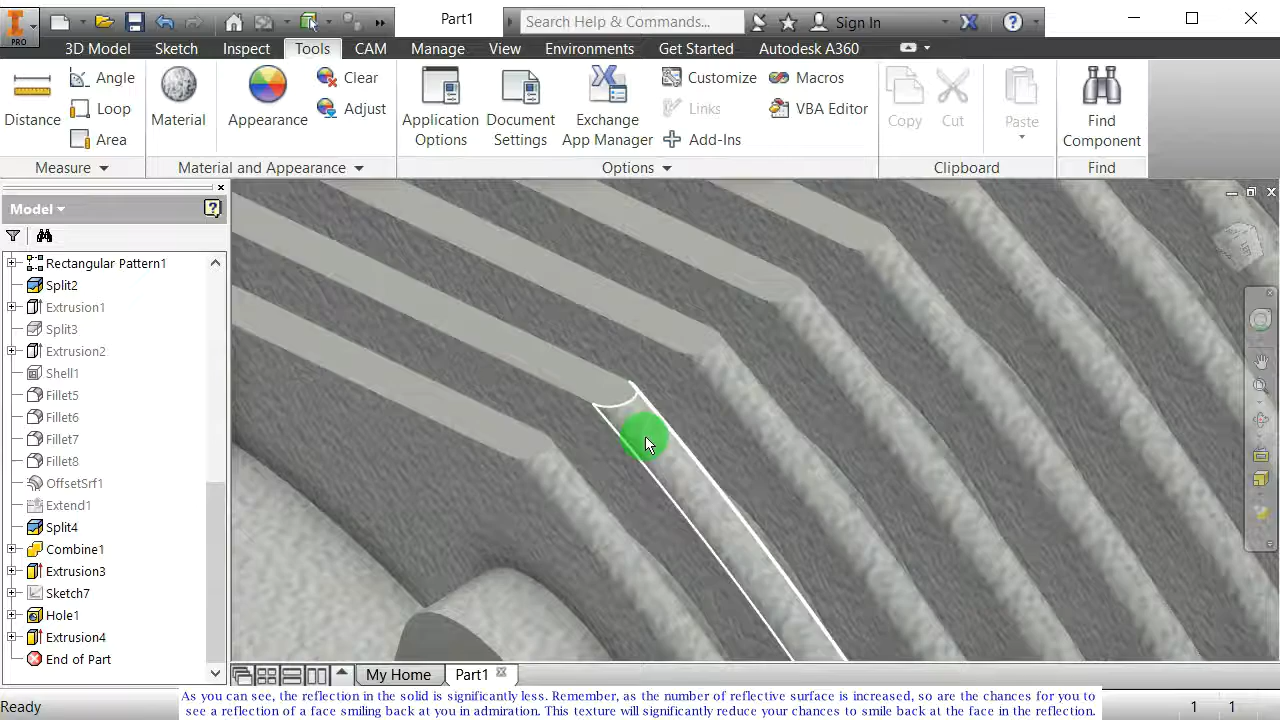 PRO
Part1
Search Help & Commands...
Sign In
3D Model
Sketch
Inspect
Tools
CAM
Manage
View
Environments
Get Started
Autodesk A360
Distance
Angle
Loop
Area
Material
Appearance
Clear
Adjust
Application
Options
Document
Settings
Exchange
App Manager
Customize
Links
Add-Ins
Macros
VBA Editor
Copy
Cut
Paste
Find
Component
Measure
Material and Appearance
Options
Clipboard
Find
Model
Rectangular Pattern1
Split2
Extrusion1
Split3
Extrusion2
Shell1
Fillet5
Fillet6
Fillet7
Fillet8
OffsetSrf1
Extend1
Split4
Combine1
Extrusion3
Sketch7
Hole1
Extrusion4
End of Part
My Home
Part1
Ready
As you can see, the reflection in the solid is significantly less. Remember, as the number of reflective surface is increased, so are the chances for you to
see a reflection of a face smiling back at you in admiration. This texture will significantly reduce your chances to smile back at the face in the reflection.
1 1